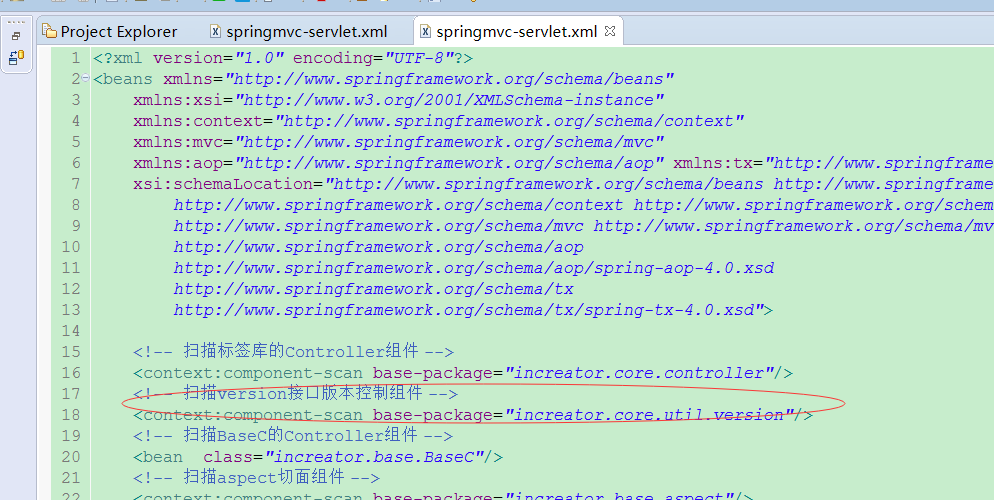 Project Explorer springmvc-servlet.xml springmvc-servlet.xml
1 <?xml version="1.0" encoding="UTF-8"?>
2 <beans xmlns="http://www.springframework.org/schema/beans"
3 xmlns:xsi="http://www.w3.org/2001/XMLSchema-instance"
4 xmlns:context="http://www.springframework.org/schema/context"
5 xmlns:mvc="http://www.springframework.org/schema/mvc"
6 xmlns:aop="http://www.springframework.org/schema/aop" xmlns:tx="http://www.springframe
7 xsi:schemaLocation="http://www.springframework.org/schema/beans http://www.springframe
8 http://www.springframework.org/schema/context http://www.springframework.org/schem
9 http://www.springframework.org/schema/mvc http://www.springframework.org/schema/mv
10 http://www.springframework.org/schema/aop
11 http://www.springframework.org/schema/aop/spring-aop-4.0.xsd
12 http://www.springframework.org/schema/tx
13 http://www.springframework.org/schema/tx/spring-tx-4.0.xsd">
14
15 <!-- 扫描标签库的Controller组件 -->
16 <context:component-scan base-package="increator.core.controller"/>
17 <!-- 扫描version接口版本控制组件 -->
18 <context:component-scan base-package="increator.core.util.version"/>
19 <!-- 扫描BaseC的Controller组件 -->
20 <bean  class="increator.base.BaseC"/>
21 <!-- 扫描aspect切面组件 -->
22 <context:component-scan base-package="increator.base.aspect"/>